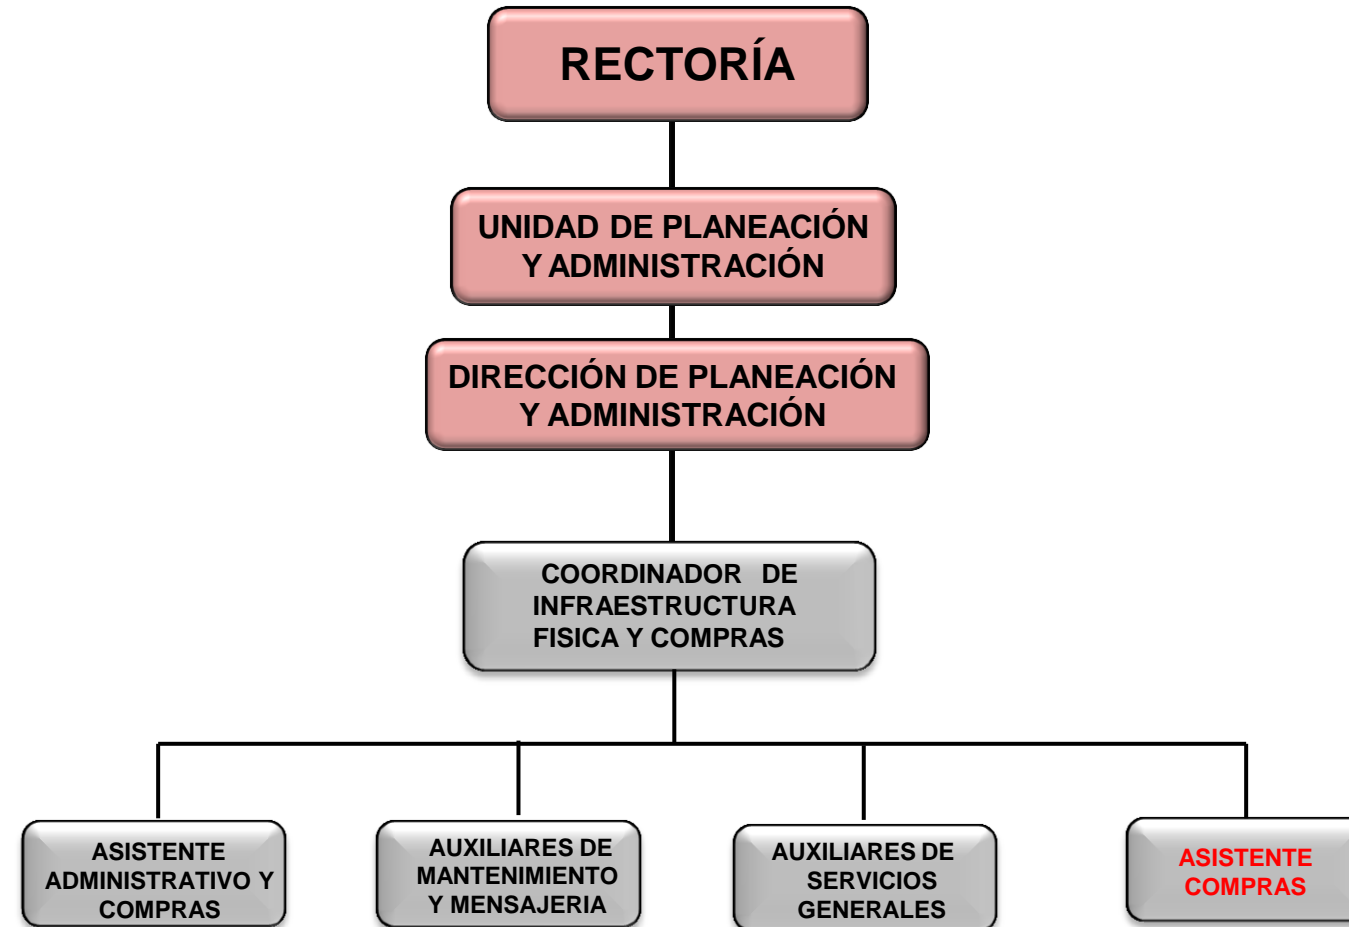 RECTORÍA
UNIDAD DE PLANEACIÓN
Y ADMINISTRACIÓN
DIRECCIÓN DE PLANEACIÓN
Y ADMINISTRACIÓN
COORDINADOR DE
INFRAESTRUCTURA
FISICA Y COMPRAS
ASISTENTE
ADMINISTRATIVO Y
COMPRAS
AUXILIARES DE
MANTENIMIENTO
Y MENSAJERIA
AUXILIARES DE
SERVICIOS
GENERALES
ASISTENTE
COMPRAS